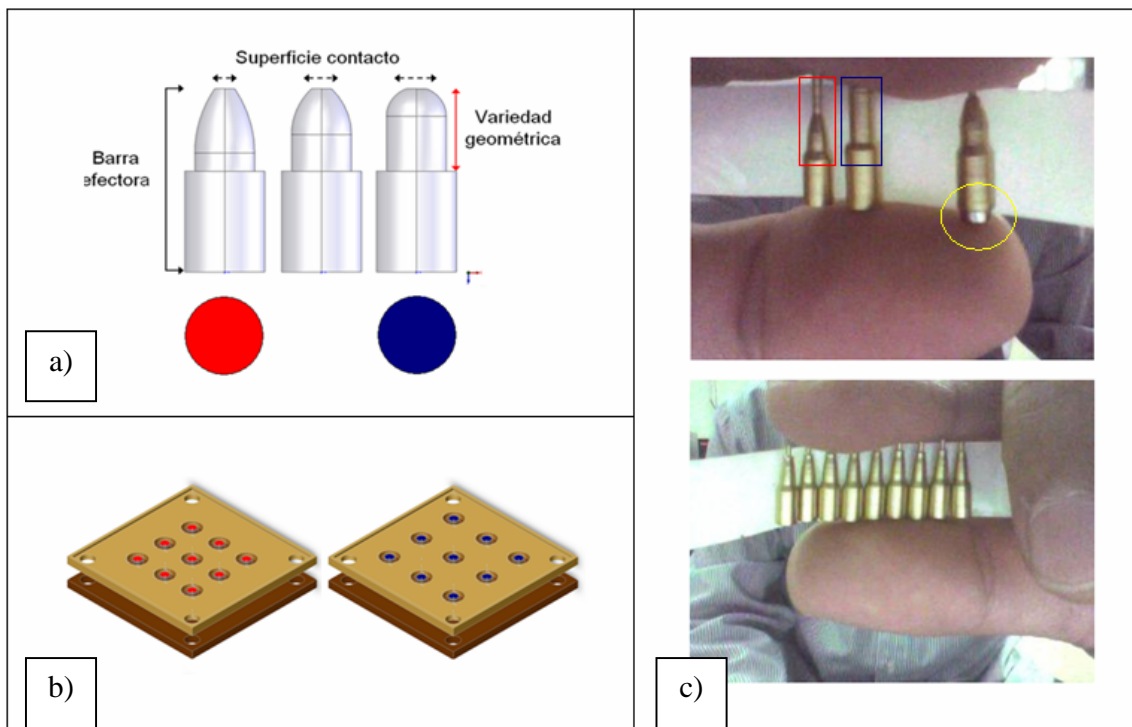 Superficie contacto
Variedad
geométrica
Barra
efectora
a)
b)
c)